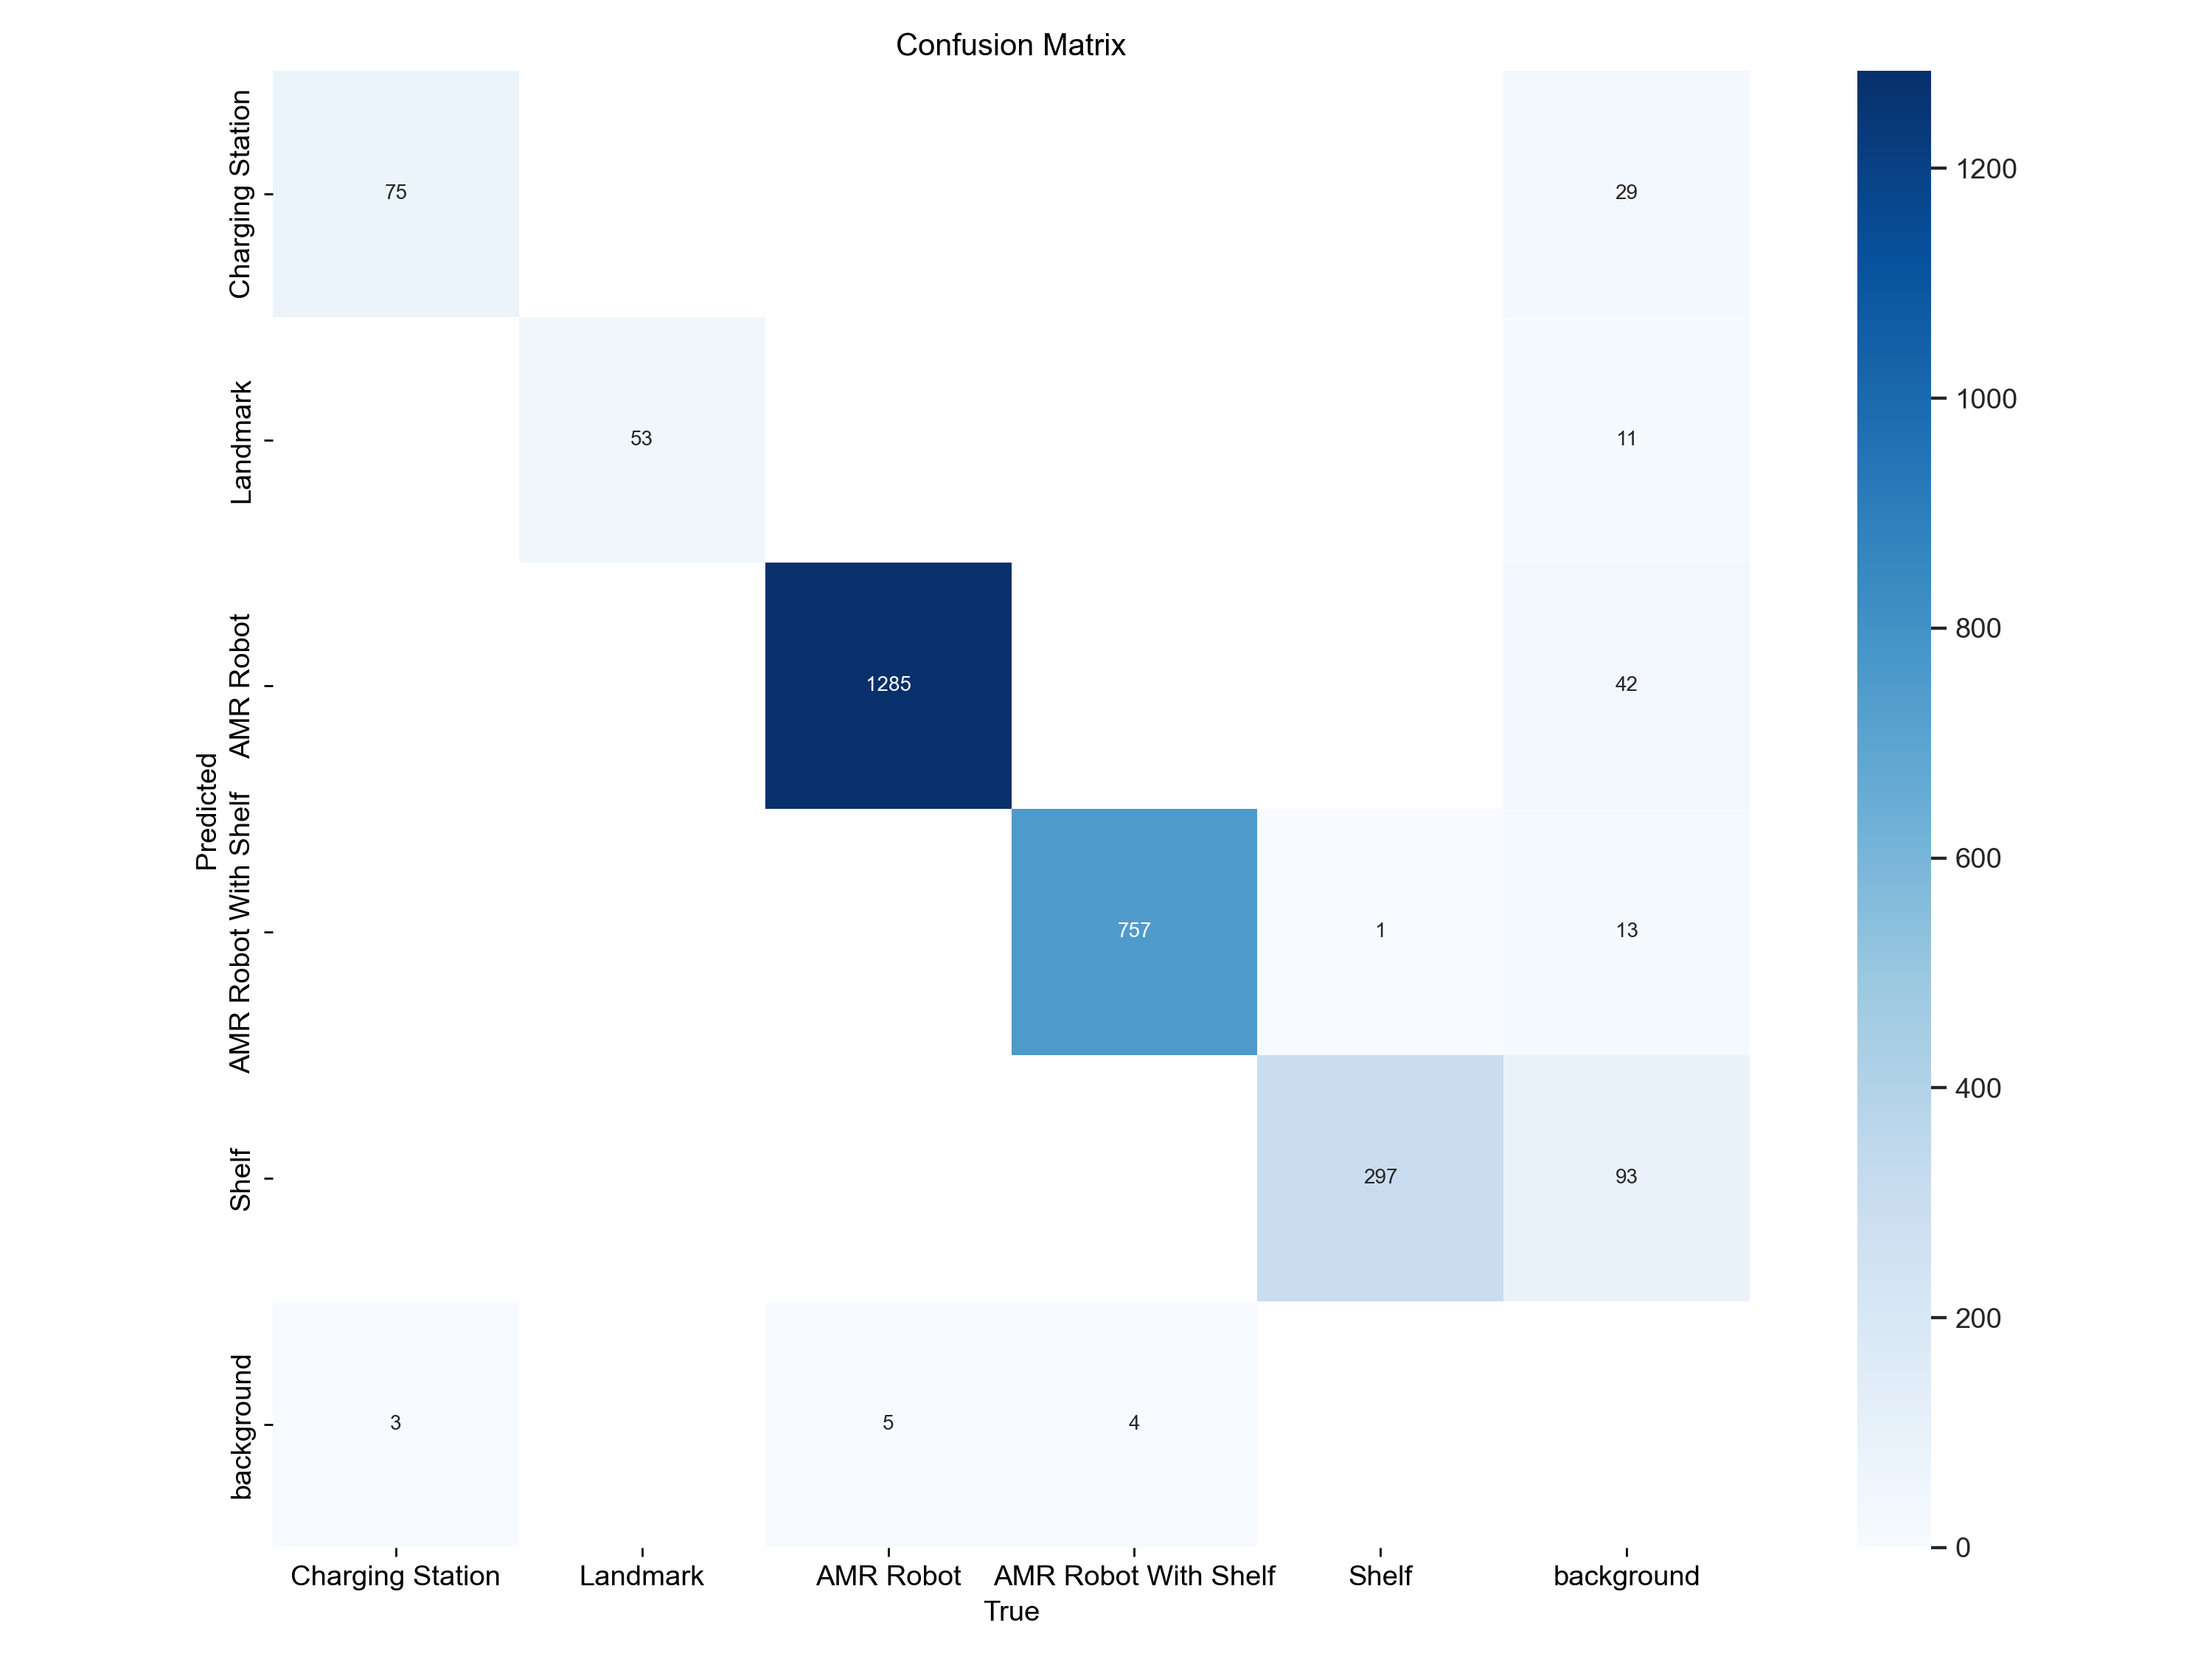 Confusion Matrix
Predicted
Charging Station
75
29
Landmark
53
11
AMR Robot
1285
42
AMR Robot With Shelf
757
1
13
Shelf
297
93
background
3
5
4
Charging Station
Landmark
AMR Robot
AMR Robot With Shelf
Shelf
background
True
1200
1000
800
600
400
200
0